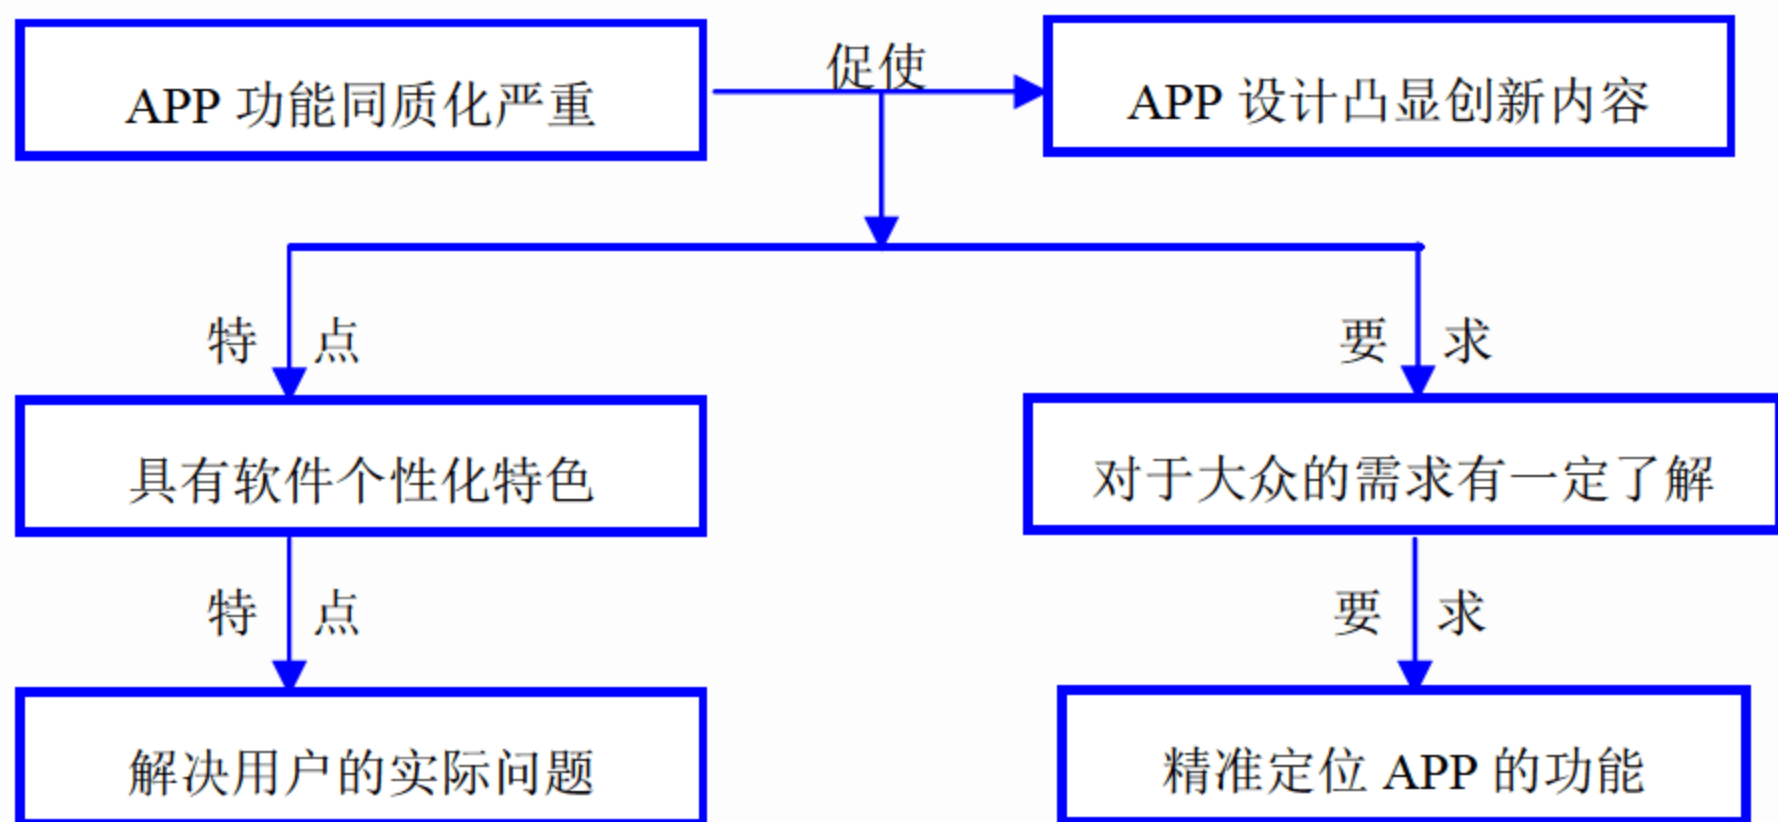 APP 功能同质化严重
促使
APP 设计凸显创新内容
特 点
要 求
具有软件个性化特色
对于大众的需求有一定了解
特 点
要 求
解决用户的实际问题
精准定位 APP 的功能